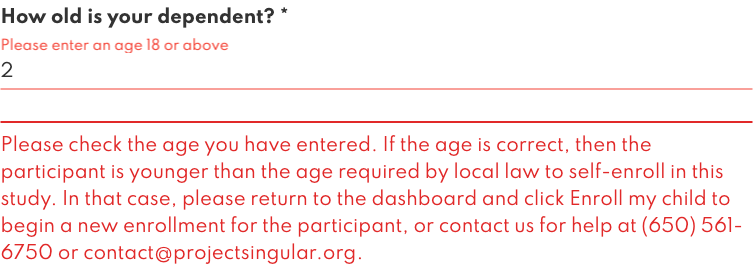 How old is your dependent? *
Please enter an age 18 or above
2
Please check the age you have entered. If the age is correct, then the
participant is younger than the age required by local law to self-enroll in this
study. In that case, please return to the dashboard and click Enroll my child to
begin a new enrollment for the participant, or contact us for help at (650) 561-
6750 or contact@projectsingular.org.